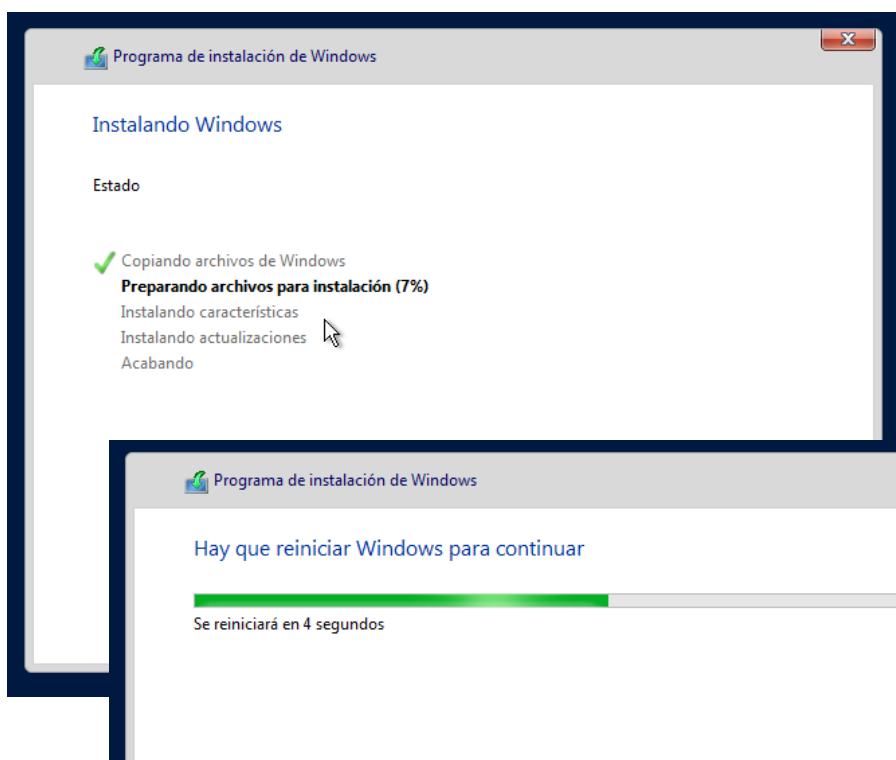 Programa de instalación de Windows
Instalando Windows
Estado
Copiando archivos de Windows
Preparando archivos para instalación (7%)
Instalando características
Instalando actualizaciones
Acabando
Programa de instalación de Windows
Hay que reiniciar Windows para continuar
Se reiniciará en 4 segundos